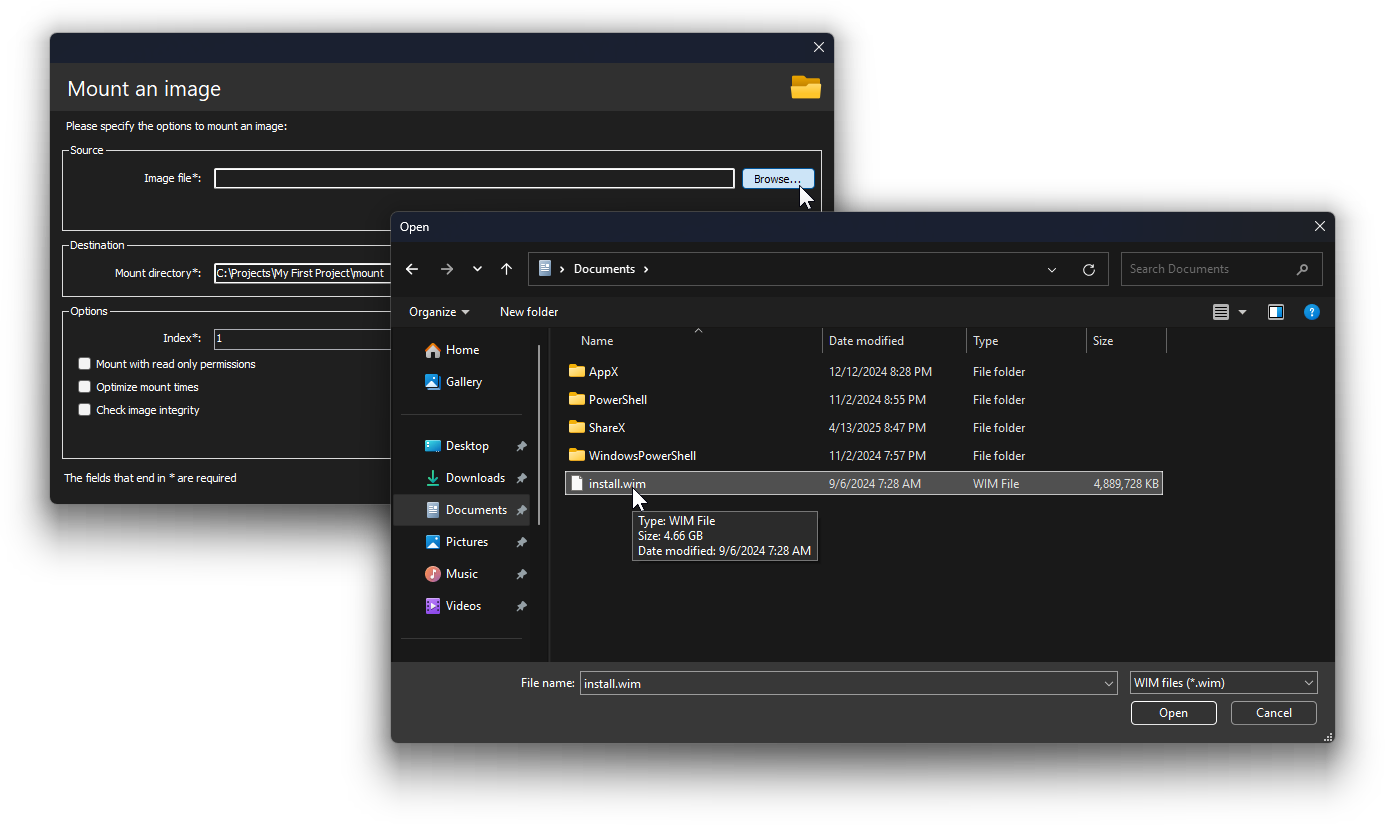 Mount an image
Please specify the options to mount an image:
Source
Image file*:
Browse...
Destination
Mount directory*:
C:\Projects\My First Project\mount
Options
Index*:
1
Mount with read only permissions
Optimize mount times
Check image integrity
The fields that end in * are required
Open
Documents
Search Documents
Organize
New folder
?
Home
Gallery
Desktop
Downloads
Documents
Pictures
Music
Videos
Name Date modified Type Size
AppX 12/12/2024 8:28 PM File folder
PowerShell 11/2/2024 8:55 PM File folder
ShareX 4/13/2025 8:47 PM File folder
WindowsPowerShell 11/2/2024 7:57 PM File folder
install.wim 9/6/2024 7:28 AM WIM File 4,889,728 KB
Type: WIM File
Size: 4.66 GB
Date modified: 9/6/2024 7:28 AM
File name: install.wim
WIM files (*.wim)
Open
Cancel